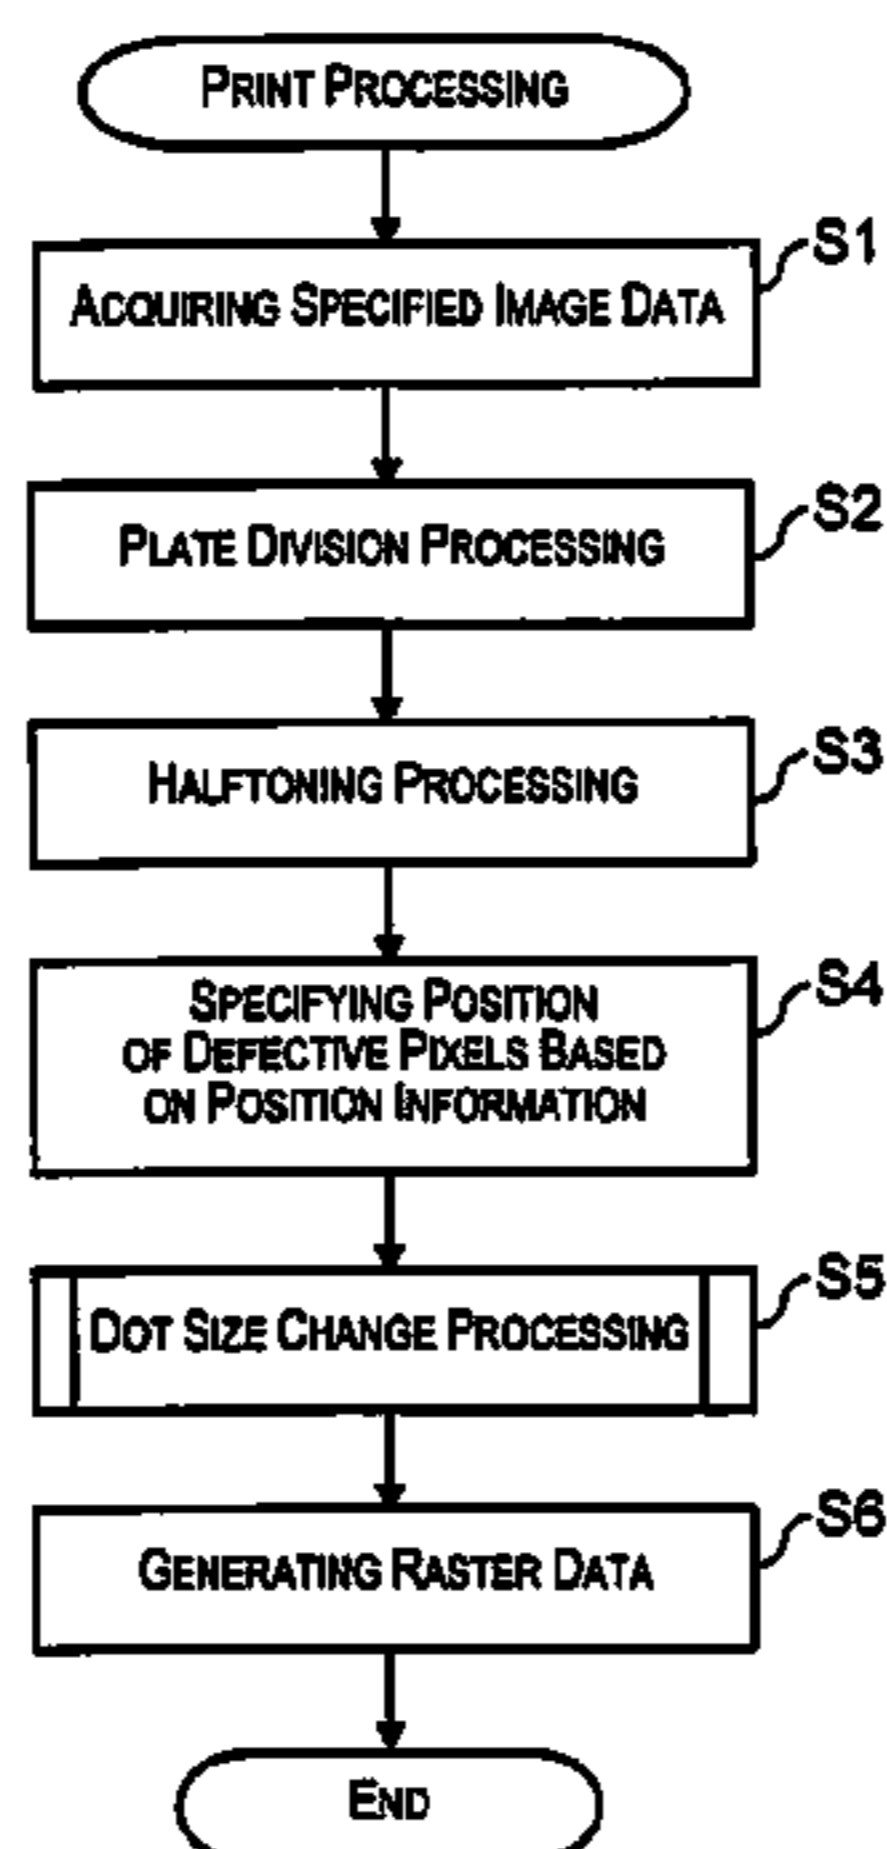 PRINT PROCESSING
S1
ACQUIRING SPECIFIED IMAGE DATA
S2
PLATE DIVISION PROCESSING
S3
HALFTONING PROCESSING
S4
SPECIFYING POSITION
OF DEFECTIVE PIXELS BASED
ON POSITION INFORMATION
S5
DOT SIZE CHANGE PROCESSING
S6
GENERATING RASTER DATA
END